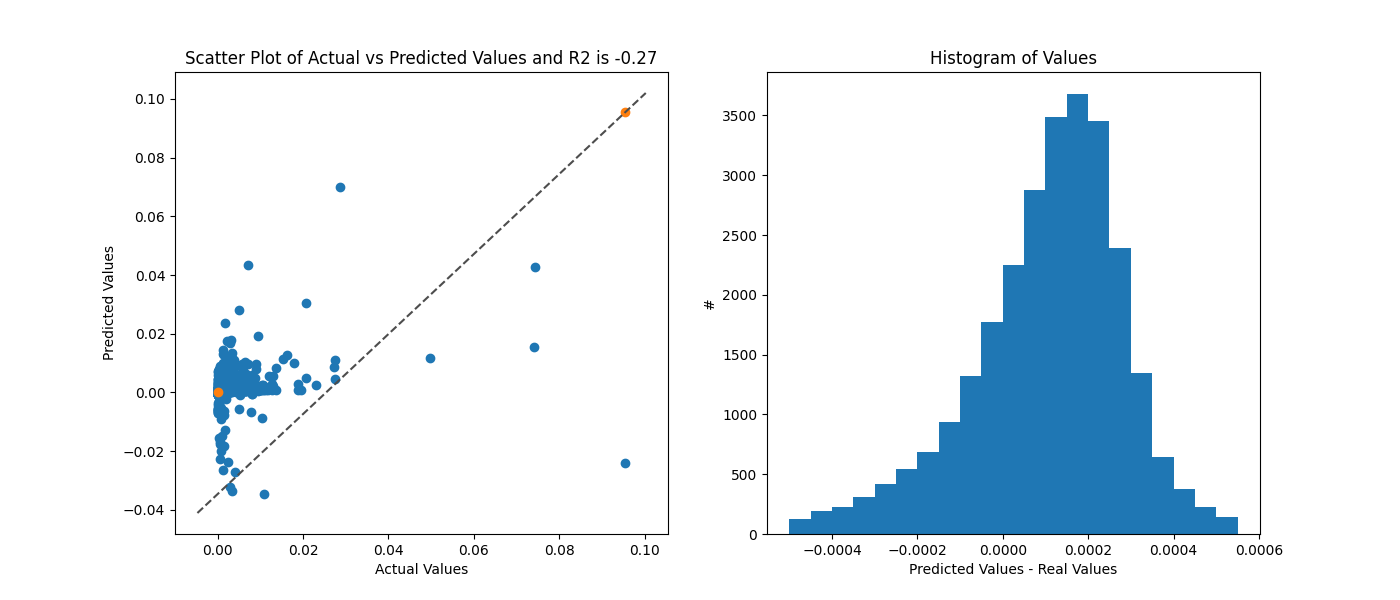 Scatter Plot of Actual vs Predicted Values and R2 is -0.27
0.10
0.08
0.06
0.04
0.02
0.00
−0.02
−0.04
Predicted Values
0.00 0.02 0.04 0.06 0.08 0.10
Actual Values
Histogram of Values
3500
3000
2500
2000
1500
1000
500
0
#
−0.0004 −0.0002 0.0000 0.0002 0.0004 0.0006
Predicted Values - Real Values